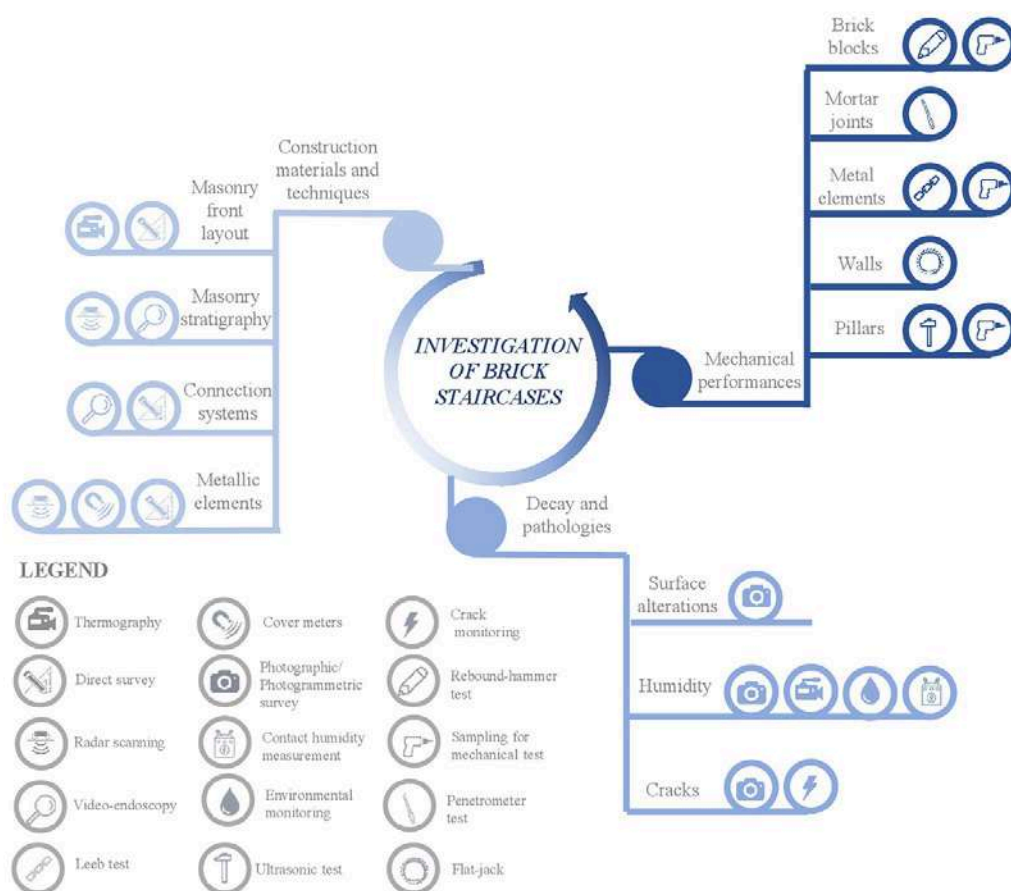 INVESTIGATION
OF BRICK
STAIRCASES
Construction
materials and
techniques
Masonry
front
layout
Masonry
stratigraphy
Connection
systems
Metallic
elements
Mechanical
performances
Brick
blocks
Mortar
joints
Metal
elements
Walls
Pillars
Decay and
pathologies
Surface
alterations
Humidity
Cracks
LEGEND
Thermography
Direct survey
Radar scanning
Video-endoscopy
Leeb test
Cover meters
Photographic/
Photogrammetric
survey
Contact humidity
measurement
Environmental
monitoring
Ultrasonic test
Crack
monitoring
Rebound-hammer
test
Sampling for
mechanical test
Penetrometer
test
Flat-jack